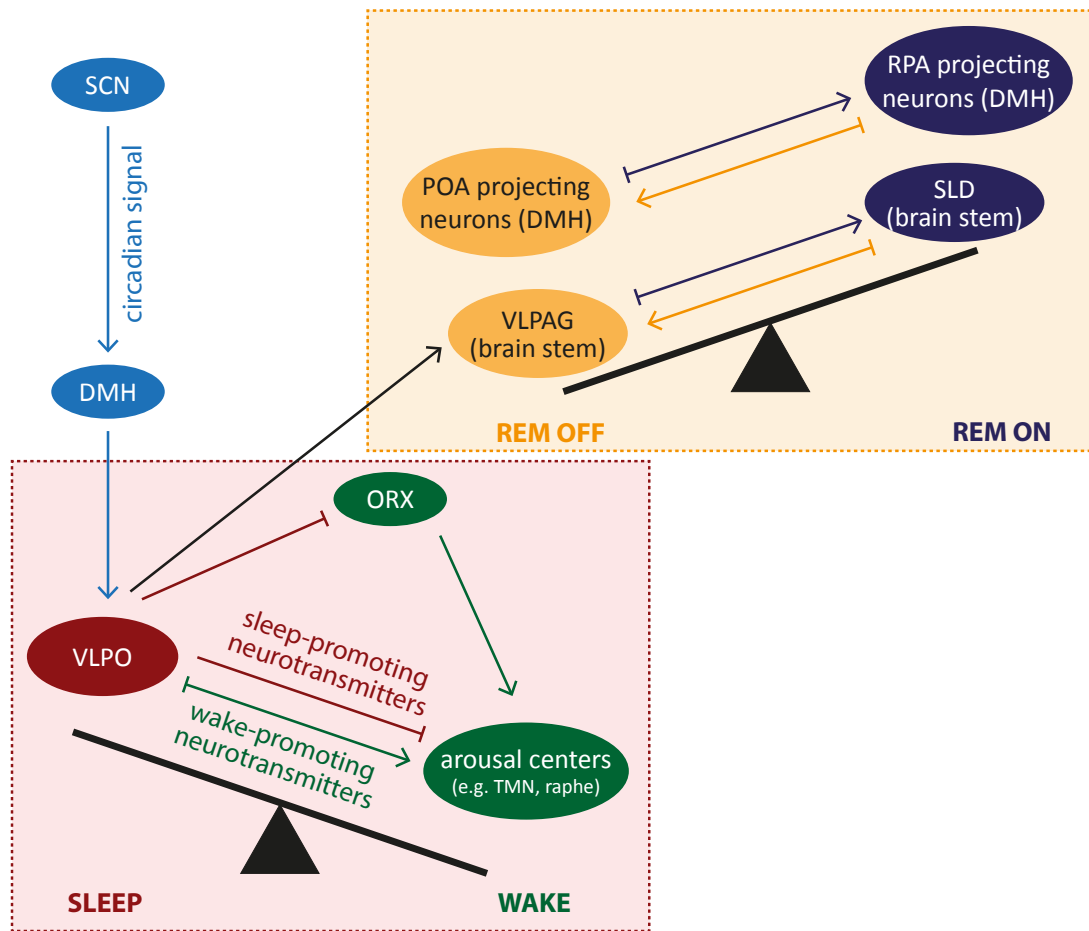 SCN
circadian signal
DMH
RPA projecting
neurons (DMH)
POA projecting
neurons (DMH)
SLD
(brain stem)
VLPAG
(brain stem)
REM OFF
REM ON
ORX
VLPO
sleep-promoting
neurotransmitters
wake-promoting
neurotransmitters
arousal centers
(e.g. TMN, raphe)
SLEEP
WAKE